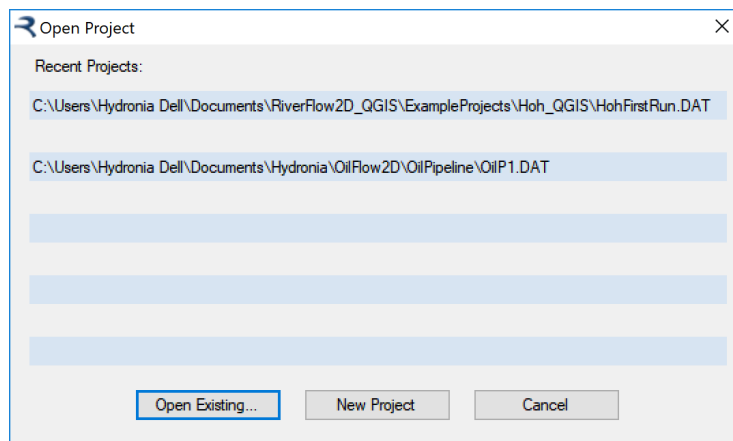 Open Project
Recent Projects:
C:\Users\Hydronia Dell\Documents\RiverFlow2D_QGIS\ExampleProjects\Hoh_QGIS\HohFirstRun.DAT
C:\Users\Hydronia Dell\Documents\Hydronia\OilFlow2D\OilPipeline\OilP1.DAT
Open Existing...
New Project
Cancel